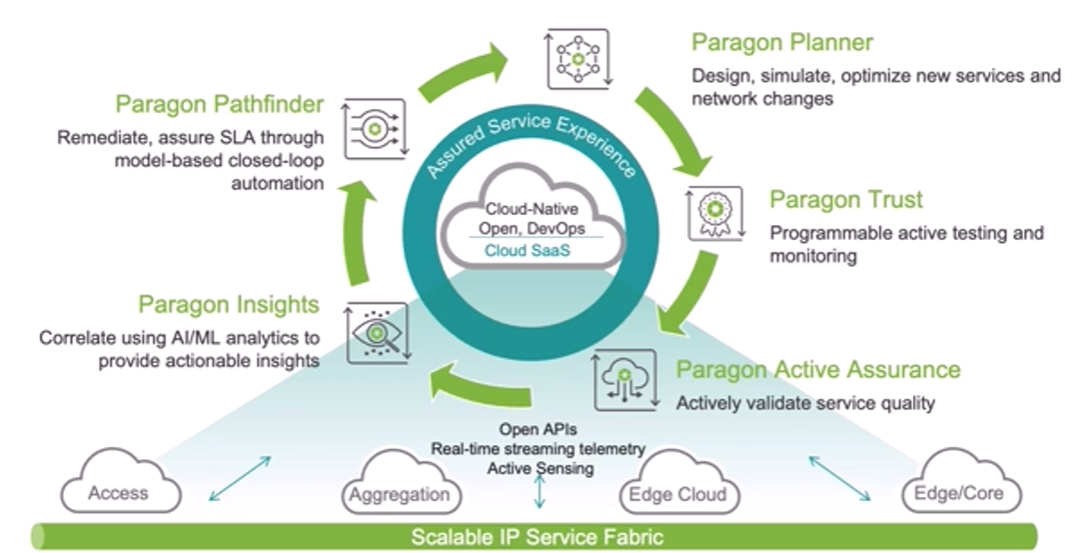 Paragon Planner
Design, simulate, optimize new services and
network changes
Paragon Pathfinder
Remediate, assure SLA through
model-based closed-loop
automation
Assured Service Experience
Cloud-Native
Open, DevOps
Cloud SaaS
Paragon Trust
Programmable active testing and
monitoring
Paragon Insights
Correlate using AI/ML analytics to
provide actionable insights
Paragon Active Assurance
Actively validate service quality
Open APIs
Real-time streaming telemetry
Active Sensing
Access
Aggregation
Edge Cloud
Edge/Core
Scalable IP Service Fabric